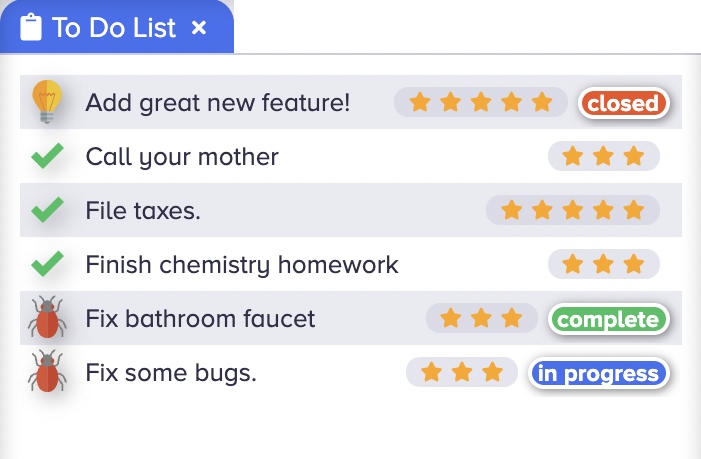 To Do List ×
Add great new feature! closed
Call your mother
File taxes.
Finish chemistry homework
Fix bathroom faucet complete
Fix some bugs. in progress